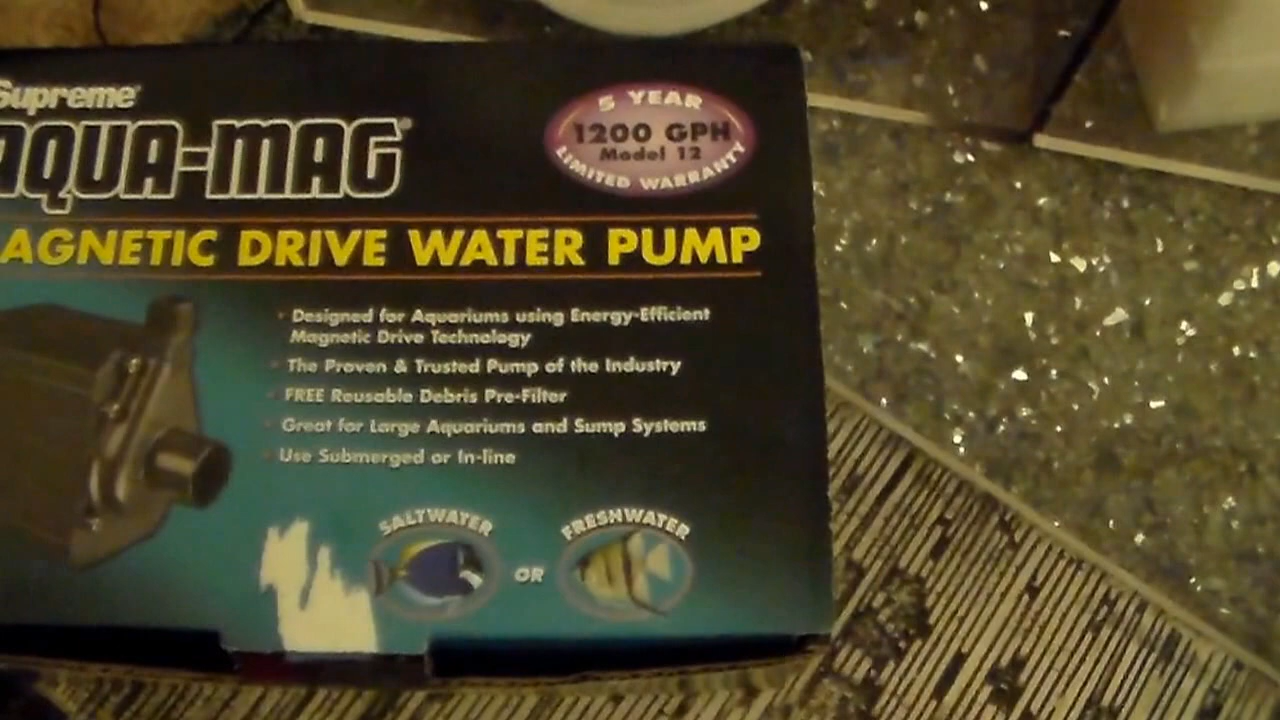 Supreme
AQUA-MAG®
5 YEAR
1200 GPH
Model 12
LIMITED WARRANTY
AGNETIC DRIVE WATER PUMP
• Designed for Aquariums using Energy-Efficient
Magnetic Drive Technology
• The Proven & Trusted Pump of the Industry
• FREE Reusable Debris Pre-Filter
• Great for Large Aquariums and Sump Systems
• Use Submerged or In-line
SALTWATER OR FRESHWATER